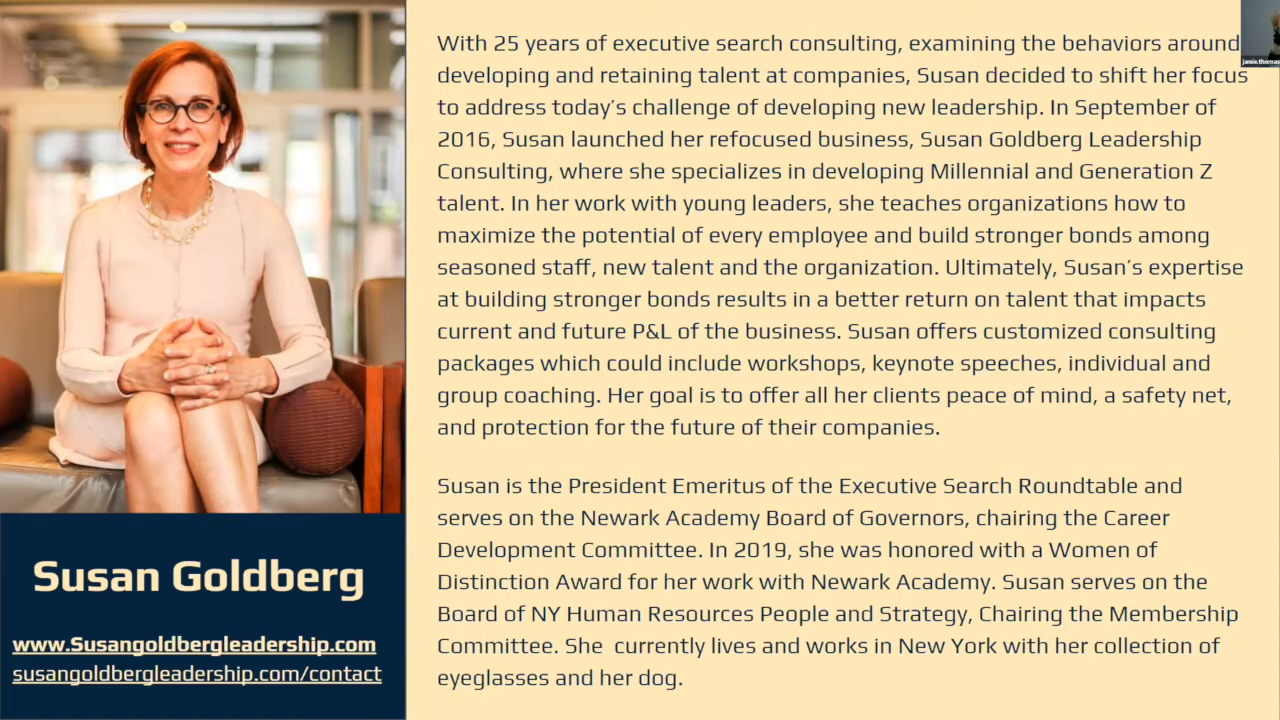 With 25 years of executive search consulting, examining the behaviors around
developing and retaining talent at companies, Susan decided to shift her focus
to address today's challenge of developing new leadership. In September of
2016, Susan launched her refocused business, Susan Goldberg Leadership
Consulting, where she specializes in developing Millennial and Generation Z
talent. In her work with young leaders, she teaches organizations how to
maximize the potential of every employee and build stronger bonds among
seasoned staff, new talent and the organization. Ultimately, Susan's expertise
at building stronger bonds results in a better return on talent that impacts
current and future P&L of the business. Susan offers customized consulting
packages which could include workshops, keynote speeches, individual and
group coaching. Her goal is to offer all her clients peace of mind, a safety net,
and protection for the future of their companies.
Susan is the President Emeritus of the Executive Search Roundtable and
serves on the Newark Academy Board of Governors, chairing the Career
Development Committee. In 2019, she was honored with a Women of
Distinction Award for her work with Newark Academy. Susan serves on the
Board of NY Human Resources People and Strategy, Chairing the Membership
Committee. She  currently lives and works in New York with her collection of
eyeglasses and her dog.
Susan Goldberg
www.Susangoldbergleadership.com
susangoldbergleadership.com/contact
jamie.thomas